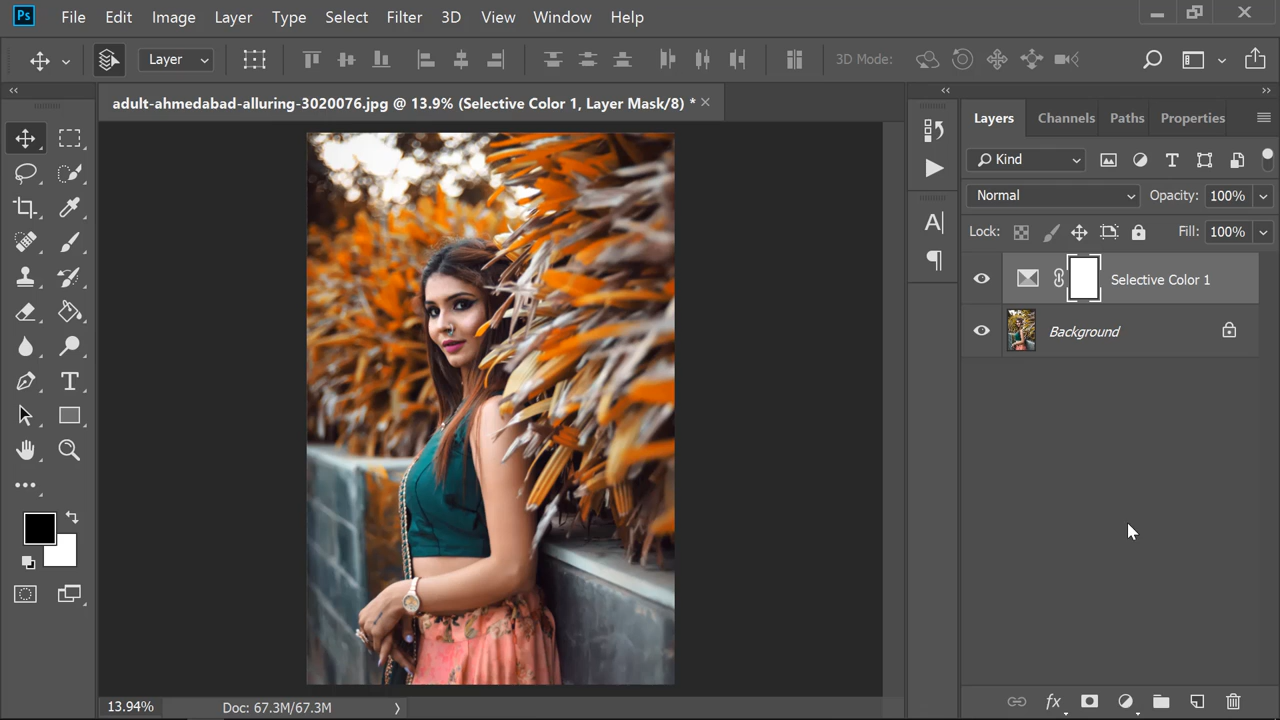 Ps File Edit Image Layer Type Select Filter 3D View Window Help
Layer 3D Mode:
adult-ahmedabad-alluring-3020076.jpg @ 13.9% (Selective Color 1, Layer Mask/8) *
Layers Channels Paths Properties
Kind
Normal Opacity: 100%
Lock: Fill: 100%
Selective Color 1
Background
13.94% Doc: 67.3M/67.3M